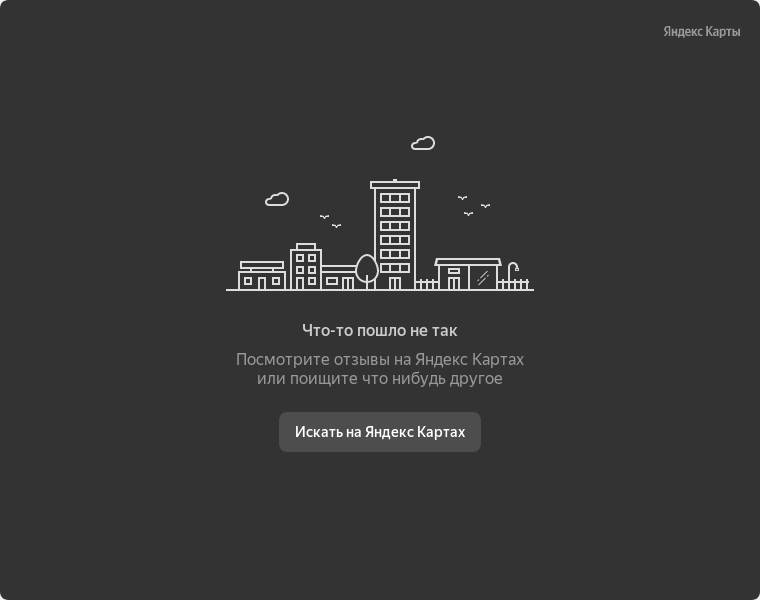 Яндекс Карты
Что-то пошло не так
Посмотрите отзывы на Яндекс Картах
или поищите что нибудь другое
Искать на Яндекс Картах